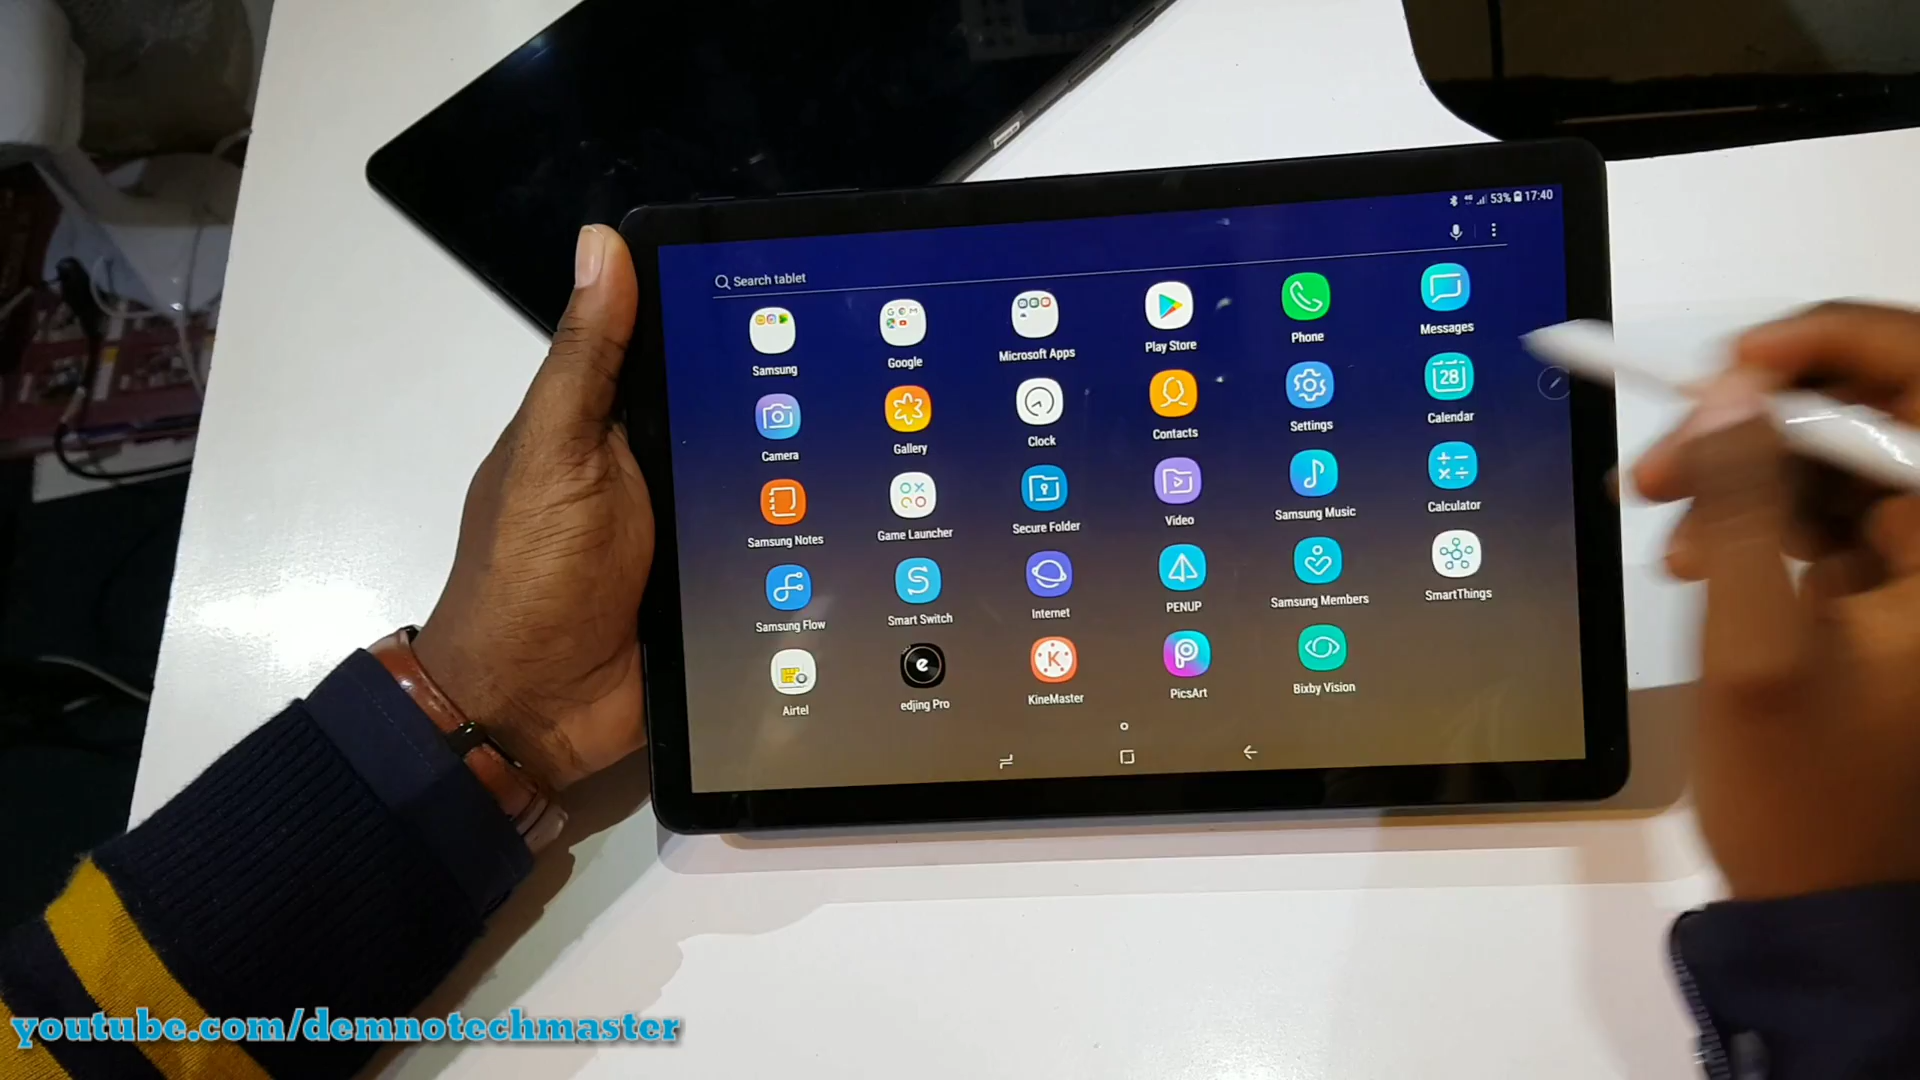 53% 17:40
Search tablet
Samsung
Google
Microsoft Apps
Play Store
Phone
Messages
Camera
Gallery
Clock
Contacts
Settings
28
Calendar
Samsung Notes
Game Launcher
Secure Folder
Video
Samsung Music
Calculator
Samsung Flow
Smart Switch
Internet
PENUP
Samsung Members
SmartThings
Airtel
edjing Pro
KineMaster
PicsArt
Bixby Vision
youtube.com/demnotechmaster